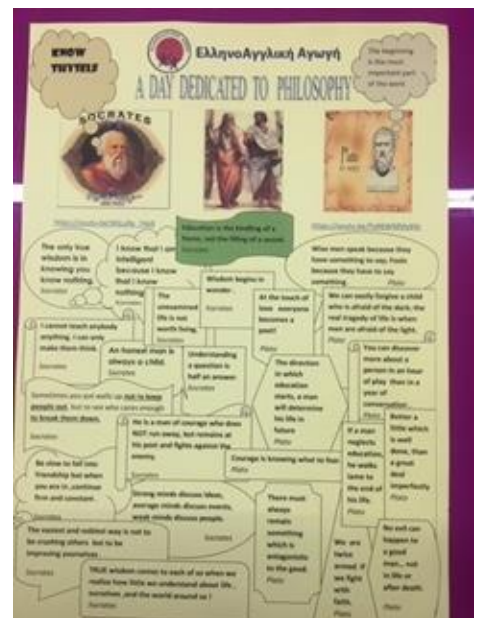 KNOW
THYSELF
ΕλληνοΑγγλική Αγωγή
The beginning
is the most
important part
of the work
A DAY DEDICATED TO PHILOSOPHY
SOCRATES
Education is the kindling of a
flame, not the filling of a vessel.
Socrates
The only true
wisdom is in
knowing you
know nothing.
Socrates
I know that I am
intelligent
because I know
that I know
nothing.
Socrates
Wise men speak because they
have something to say; Fools
because they have to say
something. Plato
Wisdom begins in
wonder.
Socrates
The
unexamined
life is not
worth living.
Socrates
At the touch of
love everyone
becomes a
poet!
Plato
We can easily forgive a child
who is afraid of the dark, the
real tragedy of life is when
men are afraid of the light.
Plato
I cannot teach anybody
anything, I can only
make them think.
Socrates
An honest man is
always a child.
Socrates
Understanding
a question is
half an answer
Socrates
The direction
in which
education
starts, a man
will determine
his life in
future
Plato
You can discover
more about a
person in an hour
of play than in a
year of
conversation.
Sometimes you put walls up not to keep
people out, but to see who cares enough
to break them down.
Socrates
He is a man of courage who does
NOT run away, but remains at
his post and fights against the
enemy.
Socrates
Courage is knowing what to fear.
Plato
If a man
neglects
education,
he walks
lame to
the end of
his life.
Plato
Better a
little which
is well
done, than
a great
deal
imperfectly
Plato
Be slow to fall into
friendship but when
you are in, continue
firm and constant
Socrates
Strong minds discuss ideas,
average minds discuss events,
weak minds discuss people.
Socrates
There must
always
remain
something
which is
antagonistic
to the good.
Plato
We are
twice
armed if
we fight
with
faith.
Plato
No evil can
happen to
a good
man, not
in life or
after death.
Plato
The easiest and noblest way is not to
be crushing others but to be
improving yourselves
Socrates
TRUE wisdom comes to each of us when we
realize how little we understand about life,
ourselves ,and the world around us !
Socrates